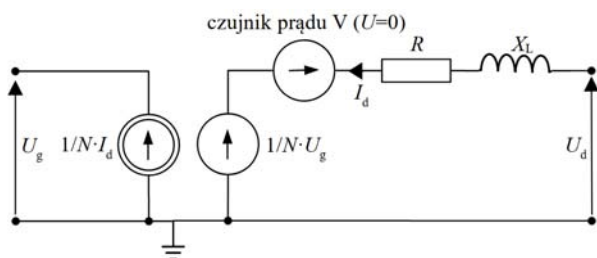 czujnik prądu V (U=0)
R
X_L
I_d
U_g
1/N·I_d
1/N·U_g
U_d